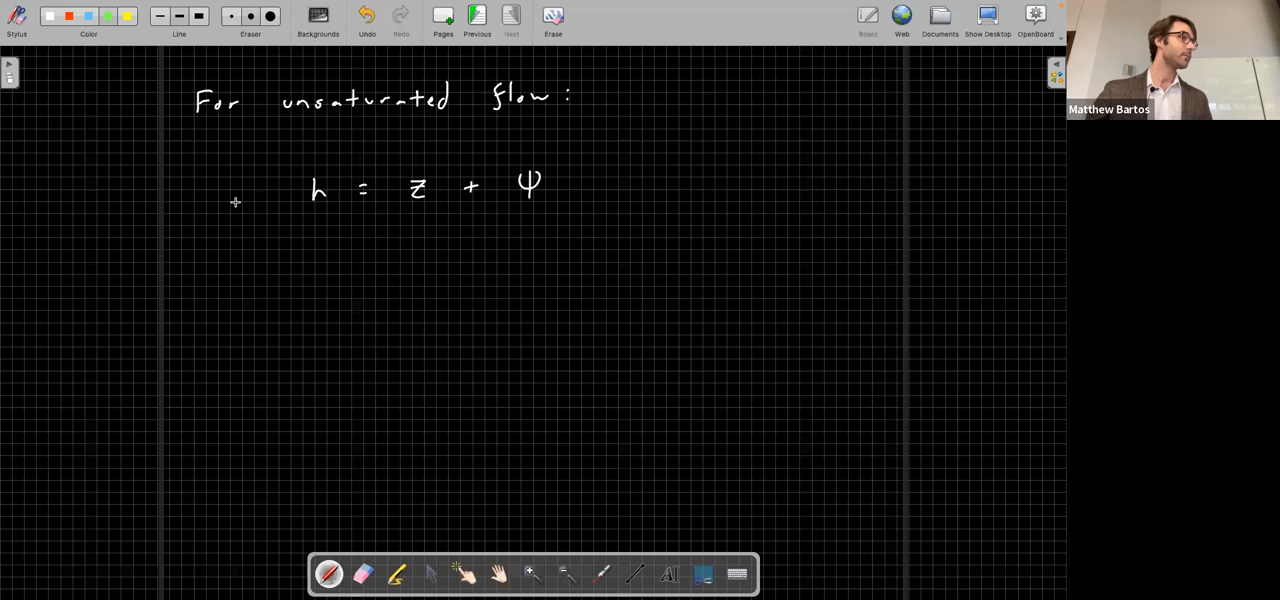 Stylus Color Line Eraser Backgrounds Undo Redo Pages Previous Next Erase Board Web Documents Show Desktop OpenBoard
Matthew Bartos
For unsaturated flow:
h = z + ψ
AI